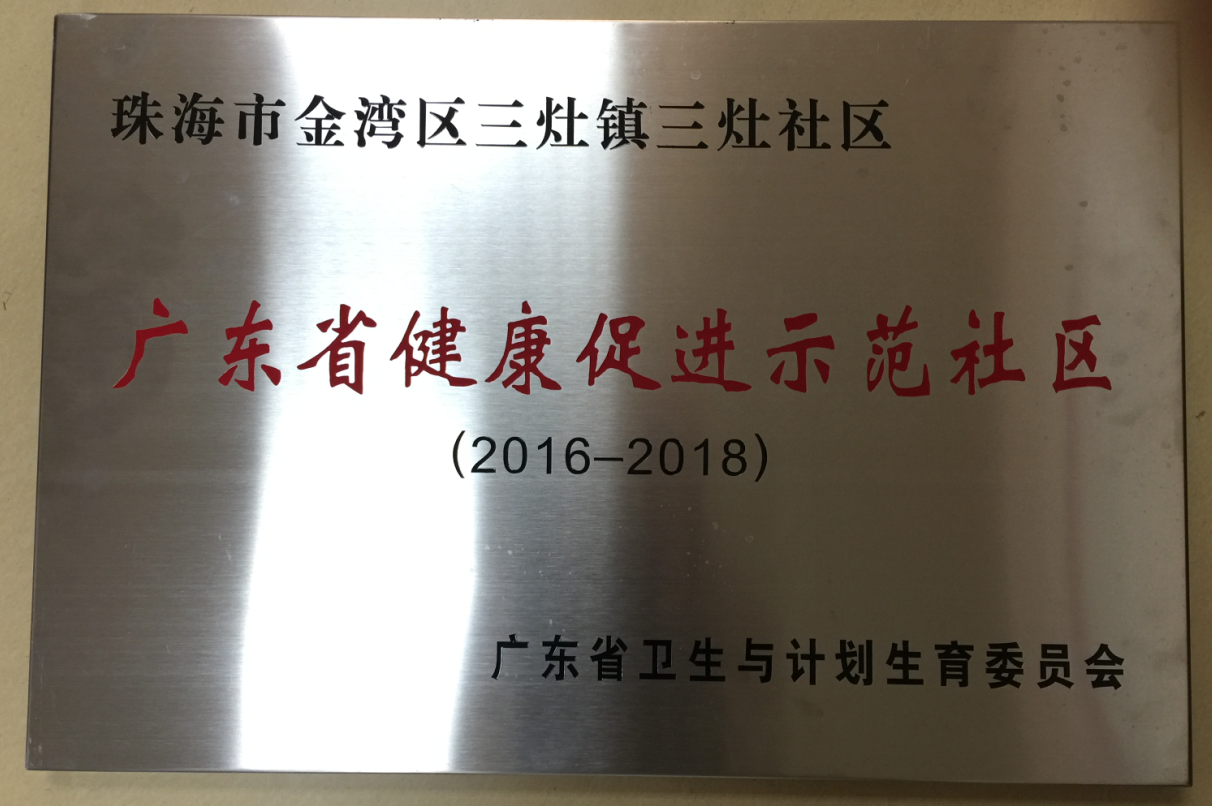 珠海市金湾区三灶镇三灶社区
广东省健康促进示范社区
(2016–2018)
广东省卫生与计划生育委员会